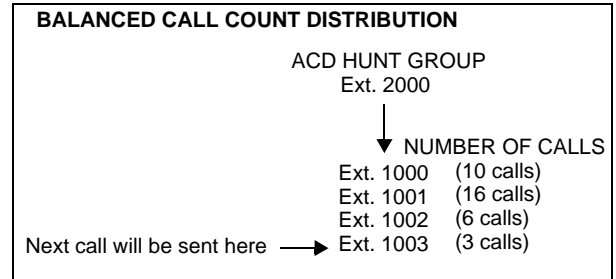 BALANCED CALL COUNT DISTRIBUTION
ACD HUNT GROUP
Ext. 2000
NUMBER OF CALLS
Ext. 1000 (10 calls)
Ext. 1001 (16 calls)
Ext. 1002 (6 calls)
Next call will be sent here Ext. 1003 (3 calls)